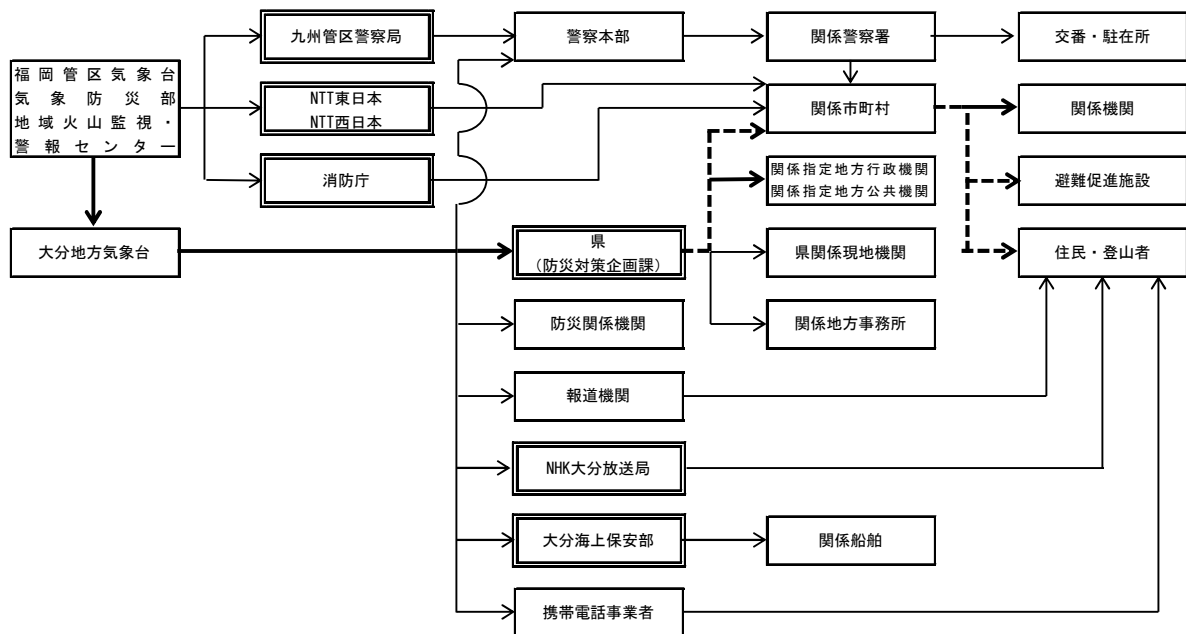 九州管区警察局
警察本部
関係警察署
交番・駐在所
福岡管区気象台
気象防災部
地域火山監視・
警報センター
NTT東日本
NTT西日本
関係市町村
関係機関
消防庁
関係指定地方行政機関
関係指定地方公共機関
避難促進施設
大分地方気象台
県
（防災対策企画課）
県関係現地機関
住民・登山者
防災関係機関
関係地方事務所
報道機関
NHK大分放送局
大分海上保安部
関係船舶
携帯電話事業者